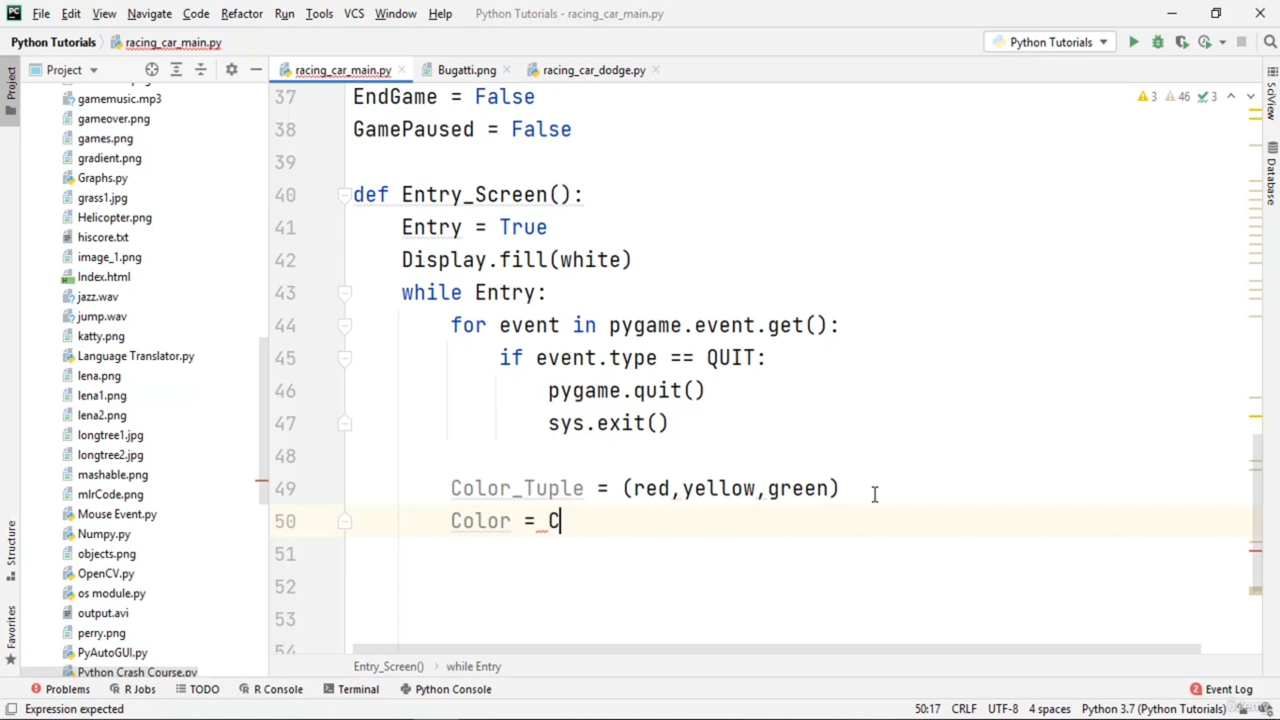 PC File Edit View Navigate Code Refactor Run Tools VCS Window Help Python Tutorials - racing_car_main.py
Python Tutorials racing_car_main.py Python Tutorials
Project racing_car_main.py Bugatti.png racing_car_dodge.py
Project
Structure
Favorites
SciView
Database
gamemusic.mp3
gameover.png
games.png
gradient.png
Graphs.py
grass1.jpg
Helicopter.png
hiscore.txt
image_1.png
Index.html
jazz.wav
jump.wav
katty.png
Language Translator.py
lena.png
lena1.png
lena2.png
longtree1.jpg
longtree2.jpg
mashable.png
mlrCode.png
Mouse Event.py
Numpy.py
objects.png
OpenCV.py
os module.py
output.avi
perry.png
PyAutoGUI.py
Python Crash Course.py
3 46 3
37 EndGame = False
38 GamePaused = False
39
40 def Entry_Screen():
41 Entry = True
42 Display.fill(white)
43 while Entry:
44 for event in pygame.event.get():
45 if event.type == QUIT:
46 pygame.quit()
47 sys.exit()
48
49 Color_Tuple = (red,yellow,green)
50 Color = C
51
52
53
54
Entry_Screen() while Entry
Problems R Jobs TODO R Console Terminal Python Console 2 Event Log
Expression expected 50:17 CRLF UTF-8 4 spaces Python 3.7 (Python Tutorials)